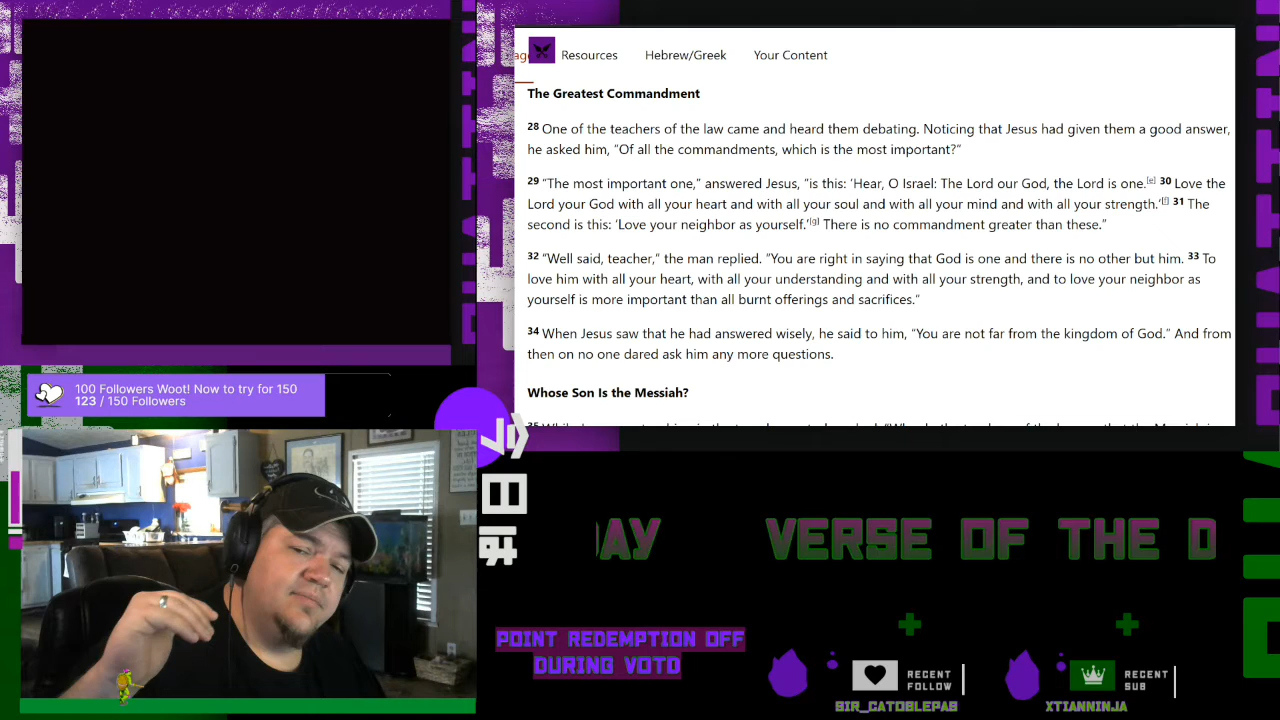 Resources Hebrew/Greek Your Content
The Greatest Commandment
28 One of the teachers of the law came and heard them debating. Noticing that Jesus had given them a good answer,
he asked him, “Of all the commandments, which is the most important?”
29 “The most important one,” answered Jesus, “is this: ‘Hear, O Israel: The Lord our God, the Lord is one.[e] 30 Love the
Lord your God with all your heart and with all your soul and with all your mind and with all your strength.’[f] 31 The
second is this: ‘Love your neighbor as yourself.’[g] There is no commandment greater than these.”
32 “Well said, teacher,” the man replied. “You are right in saying that God is one and there is no other but him. 33 To
love him with all your heart, with all your understanding and with all your strength, and to love your neighbor as
yourself is more important than all burnt offerings and sacrifices.”
34 When Jesus saw that he had answered wisely, he said to him, “You are not far from the kingdom of God.” And from
then on no one dared ask him any more questions.
Whose Son Is the Messiah?
100 Followers Woot! Now to try for 150
123 / 150 Followers
AY VERSE OF THE D
POINT REDEMPTION OFF
DURING VOTD
RECENT
FOLLOW
SIR_CATOBLEPAS
RECENT
SUB
XTIANNINJA